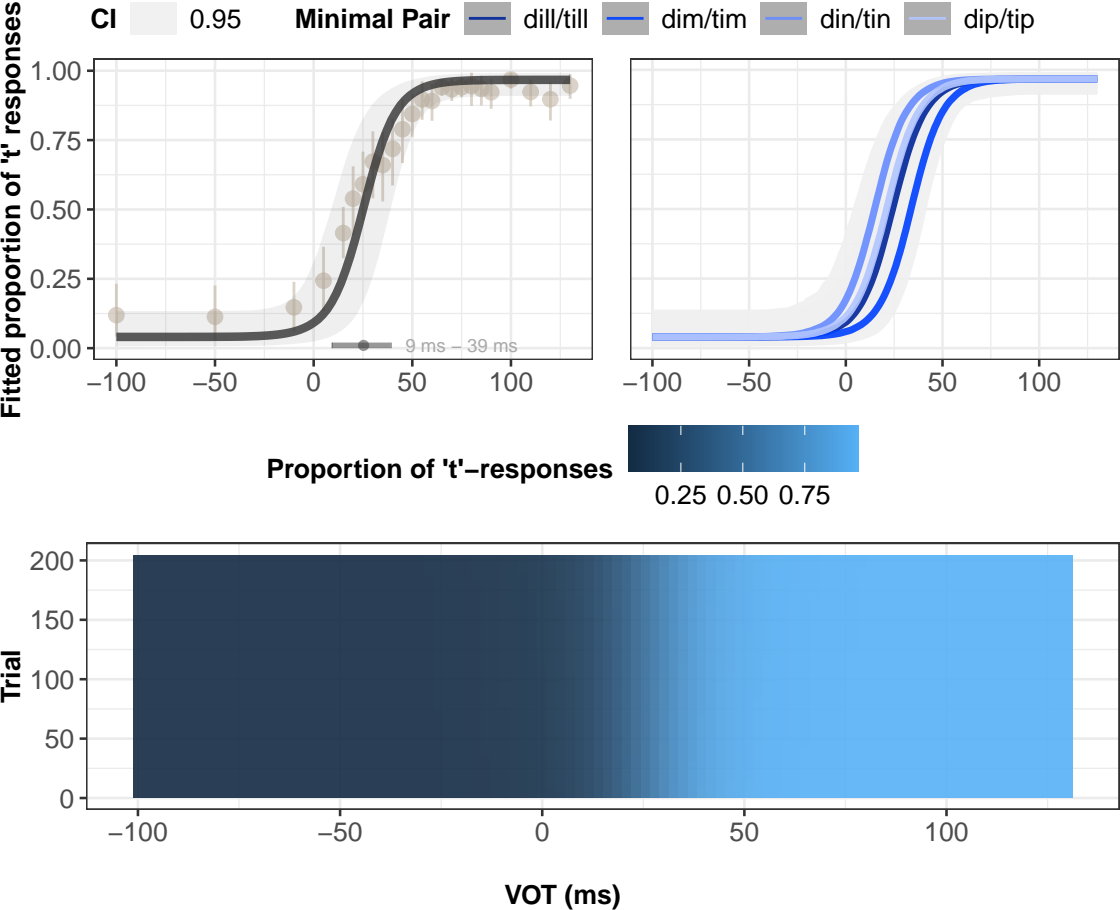 CI 0.95 Minimal Pair dill/till dim/tim din/tin dip/tip
Fitted proportion of 't' responses
1.00
0.75
0.50
0.25
0.00
9 ms – 39 ms
−100 −50 0 50 100
−100 −50 0 50 100
Proportion of 't'−responses
0.25 0.50 0.75
Trial
200
150
100
50
0
−100 −50 0 50 100
VOT (ms)